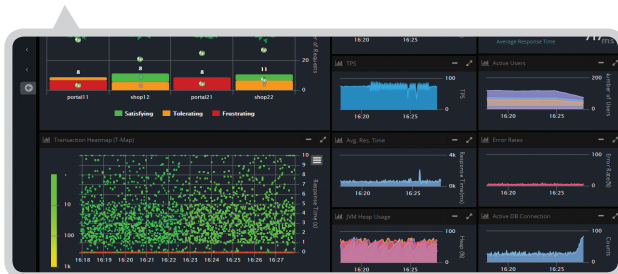 Average Response Time
ms
16:20 16:25
16:20 16:25
of Requests
20
0
8 8 8 11
portal11 shop12 portal21 shop22
Satisfying Tolerating Frustrating
TPS
100
0
TPS
16:20 16:25
Active Users
200
0
Number of Users
16:20 16:25
Transaction Hearmap (T-Map)
10
9
8
7
6
5
4
3
2
1
0
Response Time (s)
1
10
100
1k
16:18 16:19 16:20 16:21 16:22 16:23 16:24 16:25 16:26 16:27
Avg. Res. Time
4k
0k
Response Time(ms)
16:20 16:25
Error Rates
100
0
Error Rate(%)
16:20 16:25
JVM Heap Usage
100
0
Heap (%)
16:20 16:25
Active DB Connection
100
0
Counts
16:20 16:25